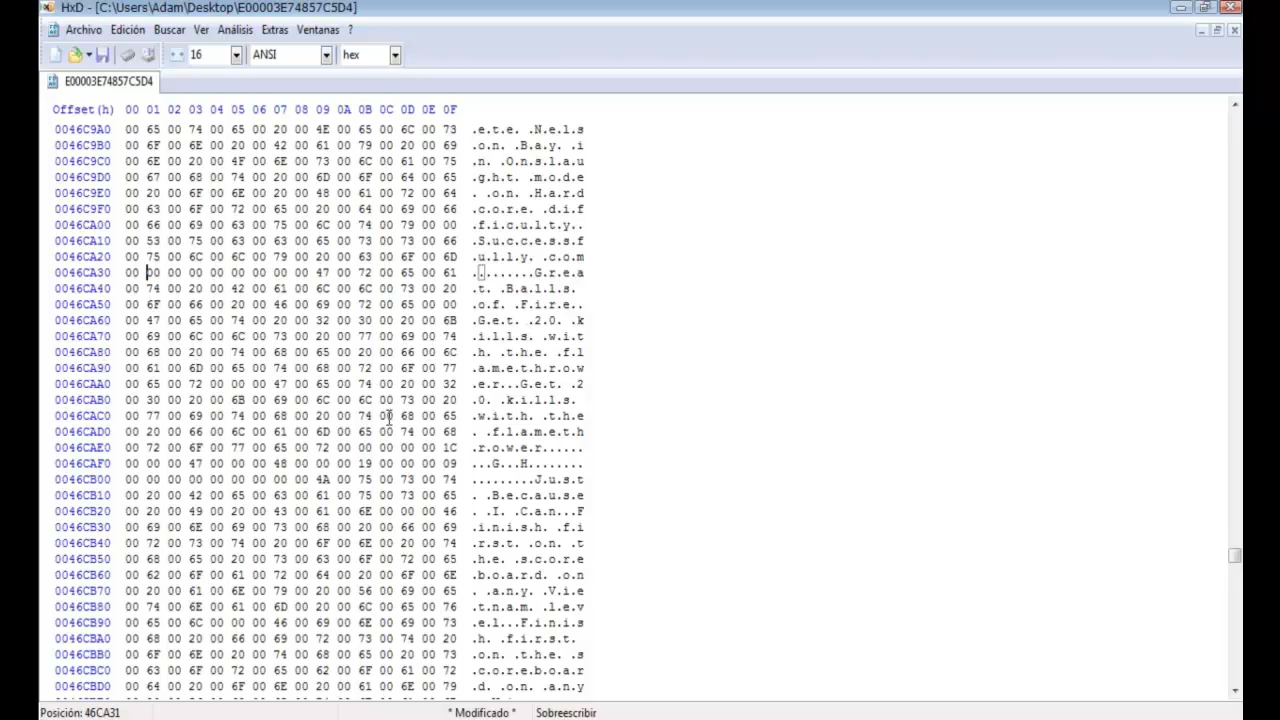 HxD - [C:\Users\Adam\Desktop\E00003E74857C5D4]
Archivo Edición Buscar Ver Análisis Extras Ventanas ?
16 ANSI hex
E00003E74857C5D4
Offset(h) 00 01 02 03 04 05 06 07 08 09 0A 0B 0C 0D 0E 0F
0046C9A0 00 65 00 74 00 65 00 20 00 4E 00 65 00 6C 00 73 .e.t.e. .N.e.l.s
0046C9B0 00 6F 00 6E 00 20 00 42 00 61 00 79 00 20 00 69 .o.n. .B.a.y. .i
0046C9C0 00 6E 00 20 00 4F 00 6E 00 73 00 6C 00 61 00 75 .n. .O.n.s.l.a.u
0046C9D0 00 67 00 68 00 74 00 20 00 6D 00 6F 00 64 00 65 .g.h.t. .m.o.d.e
0046C9E0 00 20 00 6F 00 6E 00 20 00 48 00 61 00 72 00 64 . .o.n. .H.a.r.d
0046C9F0 00 63 00 6F 00 72 00 65 00 20 00 64 00 69 00 66 .c.o.r.e. .d.i.f
0046CA00 00 66 00 69 00 63 00 75 00 6C 00 74 00 79 00 00 .f.i.c.u.l.t.y..
0046CA10 00 53 00 75 00 63 00 63 00 65 00 73 00 73 00 66 .S.u.c.c.e.s.s.f
0046CA20 00 75 00 6C 00 6C 00 79 00 20 00 63 00 6F 00 6D .u.l.l.y. .c.o.m
0046CA30 00 00 00 00 00 00 00 00 00 47 00 72 00 65 00 61 .........G.r.e.a
0046CA40 00 74 00 20 00 42 00 61 00 6C 00 6C 00 73 00 20 .t. .B.a.l.l.s.
0046CA50 00 6F 00 66 00 20 00 46 00 69 00 72 00 65 00 00 .o.f. .F.i.r.e..
0046CA60 00 47 00 65 00 74 00 20 00 32 00 30 00 20 00 6B .G.e.t. .2.0. .k
0046CA70 00 69 00 6C 00 6C 00 73 00 20 00 77 00 69 00 74 .i.l.l.s. .w.i.t
0046CA80 00 68 00 20 00 74 00 68 00 65 00 20 00 66 00 6C .h. .t.h.e. .f.l
0046CA90 00 61 00 6D 00 65 00 74 00 68 00 72 00 6F 00 77 .a.m.e.t.h.r.o.w
0046CAA0 00 65 00 72 00 00 00 47 00 65 00 74 00 20 00 32 .e.r...G.e.t. .2
0046CAB0 00 30 00 20 00 6B 00 69 00 6C 00 6C 00 73 00 20 .0. .k.i.l.l.s.
0046CAC0 00 77 00 69 00 74 00 68 00 20 00 74 00 68 00 65 .w.i.t.h. .t.h.e
0046CAD0 00 20 00 66 00 6C 00 61 00 6D 00 65 00 74 00 68 . .f.l.a.m.e.t.h
0046CAE0 00 72 00 6F 00 77 00 65 00 72 00 00 00 00 00 1C .r.o.w.e.r......
0046CAF0 00 00 00 47 00 00 00 48 00 00 00 19 00 00 00 09 ...G...H........
0046CB00 00 00 00 00 00 00 00 00 00 4A 00 75 00 73 00 74 .........J.u.s.t
0046CB10 00 20 00 42 00 65 00 63 00 61 00 75 00 73 00 65 . .B.e.c.a.u.s.e
0046CB20 00 20 00 49 00 20 00 43 00 61 00 6E 00 00 00 46 . .I. .C.a.n...F
0046CB30 00 69 00 6E 00 69 00 73 00 68 00 20 00 66 00 69 .i.n.i.s.h. .f.i
0046CB40 00 72 00 73 00 74 00 20 00 6F 00 6E 00 20 00 74 .r.s.t. .o.n. .t
0046CB50 00 68 00 65 00 20 00 73 00 63 00 6F 00 72 00 65 .h.e. .s.c.o.r.e
0046CB60 00 62 00 6F 00 61 00 72 00 64 00 20 00 6F 00 6E .b.o.a.r.d. .o.n
0046CB70 00 20 00 61 00 6E 00 79 00 20 00 56 00 69 00 65 . .a.n.y. .V.i.e
0046CB80 00 74 00 6E 00 61 00 6D 00 20 00 6C 00 65 00 76 .t.n.a.m. .l.e.v
0046CB90 00 65 00 6C 00 00 00 46 00 69 00 6E 00 69 00 73 .e.l...F.i.n.i.s
0046CBA0 00 68 00 20 00 66 00 69 00 72 00 73 00 74 00 20 .h. .f.i.r.s.t.
0046CBB0 00 6F 00 6E 00 20 00 74 00 68 00 65 00 20 00 73 .o.n. .t.h.e. .s
0046CBC0 00 63 00 6F 00 72 00 65 00 62 00 6F 00 61 00 72 .c.o.r.e.b.o.a.r
0046CBD0 00 64 00 20 00 6F 00 6E 00 20 00 61 00 6E 00 79 .d. .o.n. .a.n.y
Posición: 46CA31 * Modificado * Sobreescribir